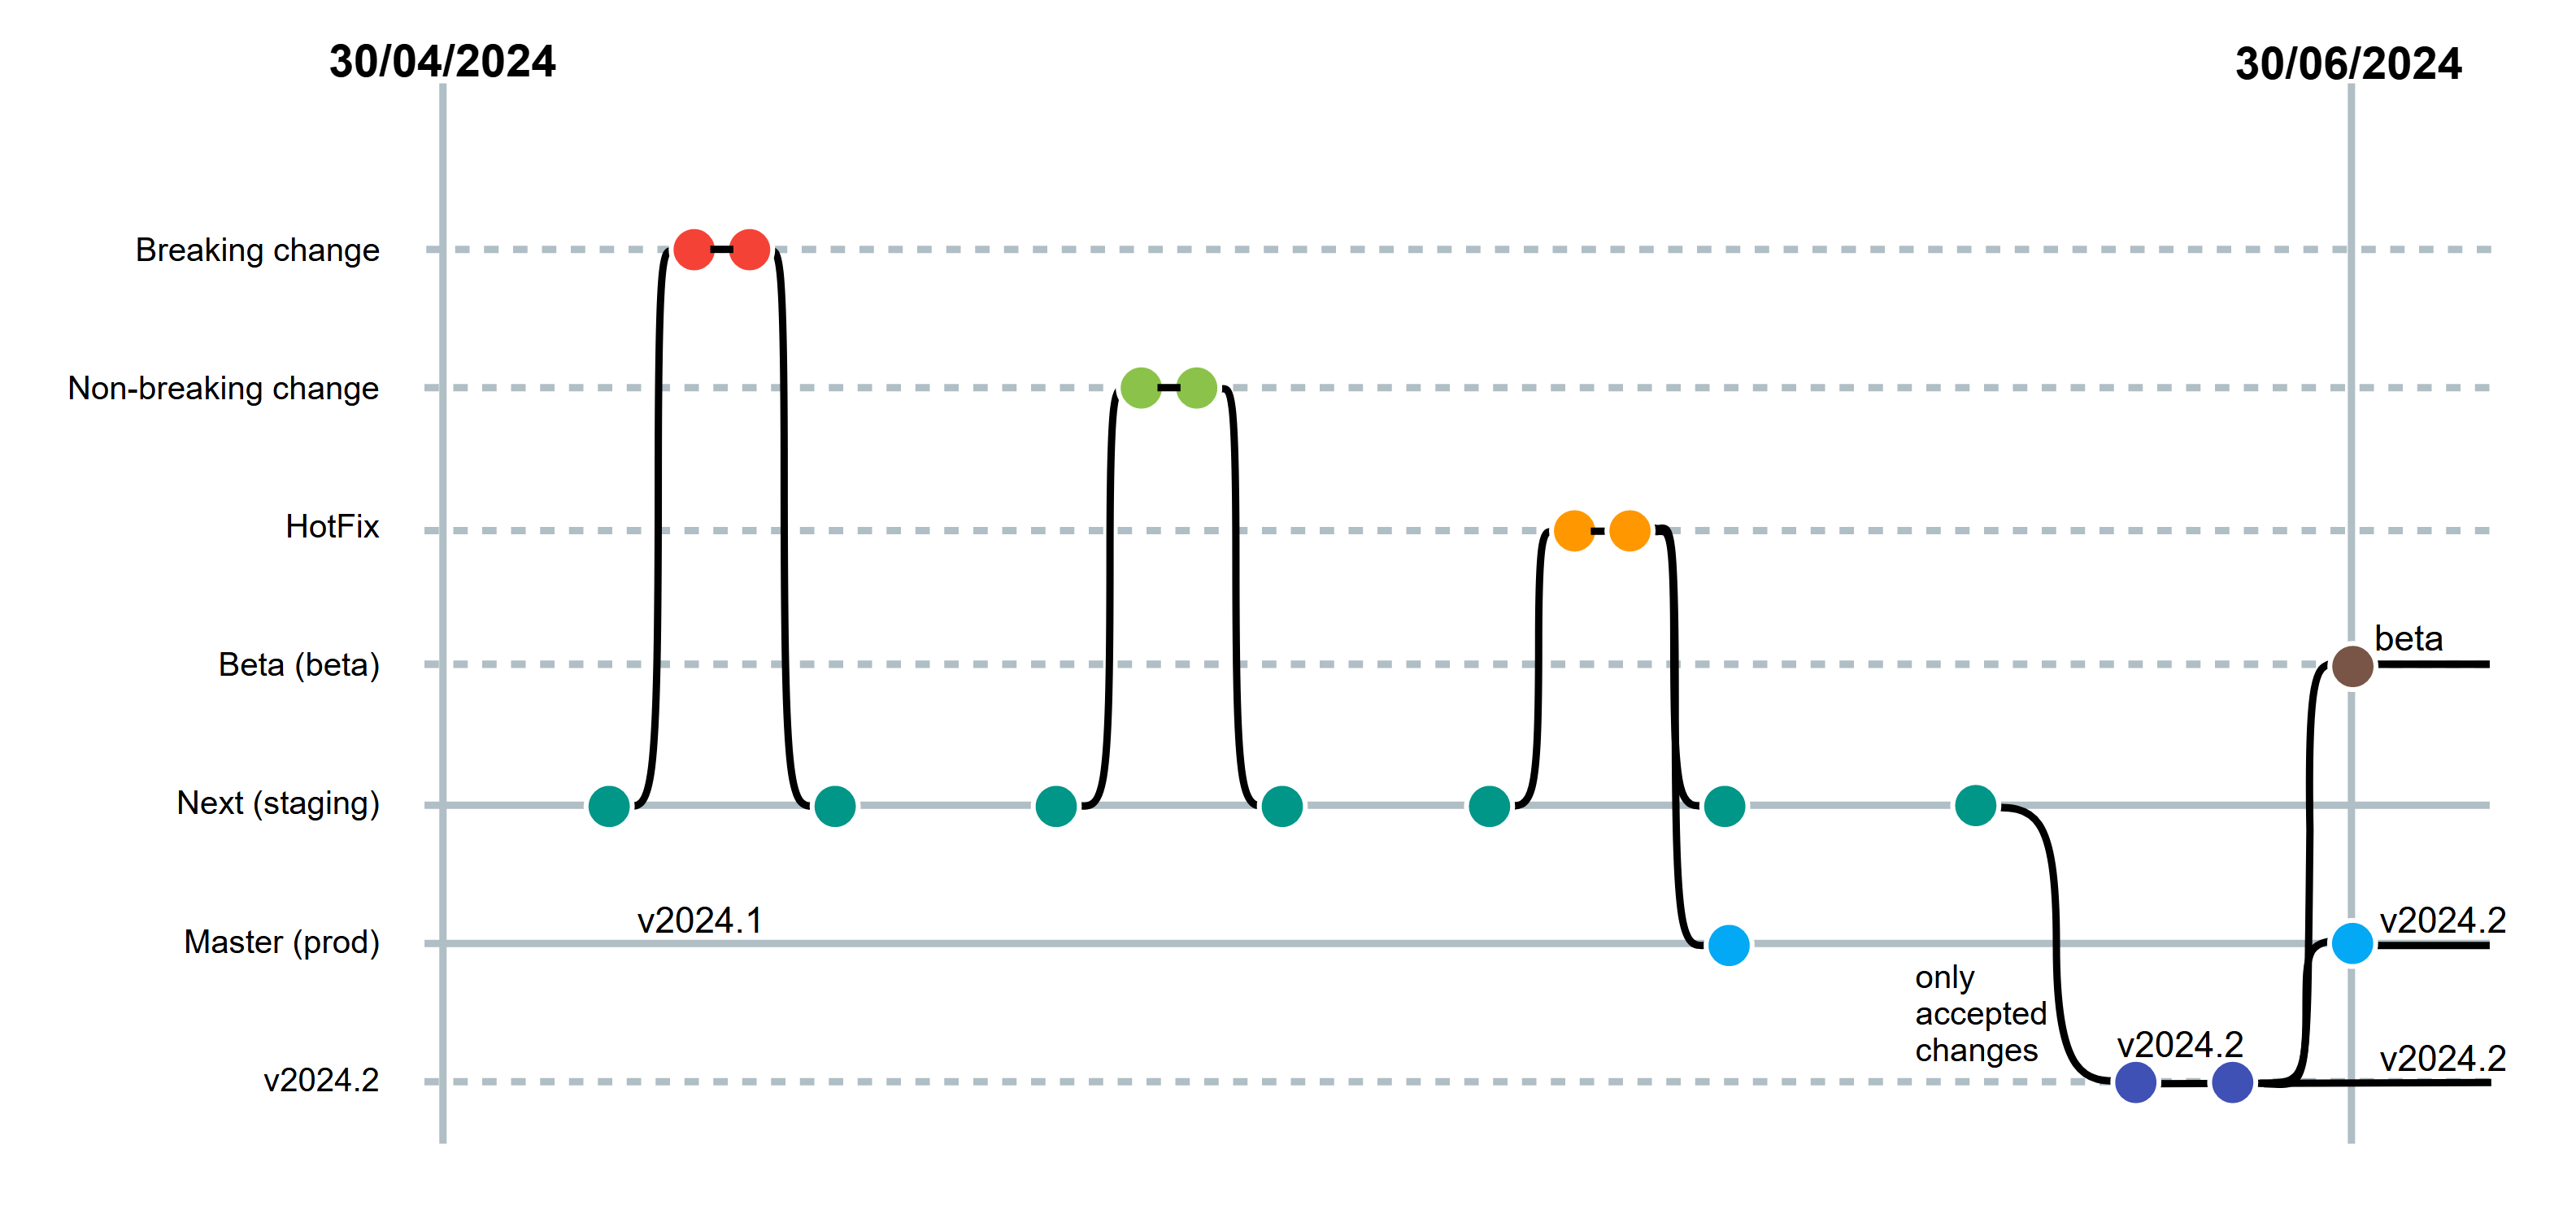 30/04/2024
30/06/2024
Breaking change
Non-breaking change
HotFix
Beta (beta)
beta
Next (staging)
Master (prod)
v2024.1
v2024.2
only
accepted
changes
v2024.2
v2024.2
v2024.2